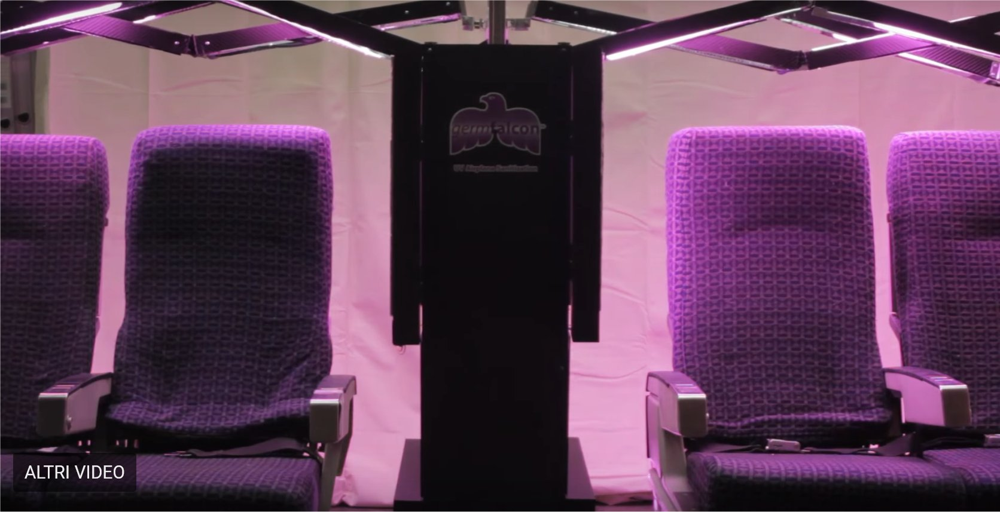 germfalcon
UV Airplane Sanitization
ALTRI VIDEO